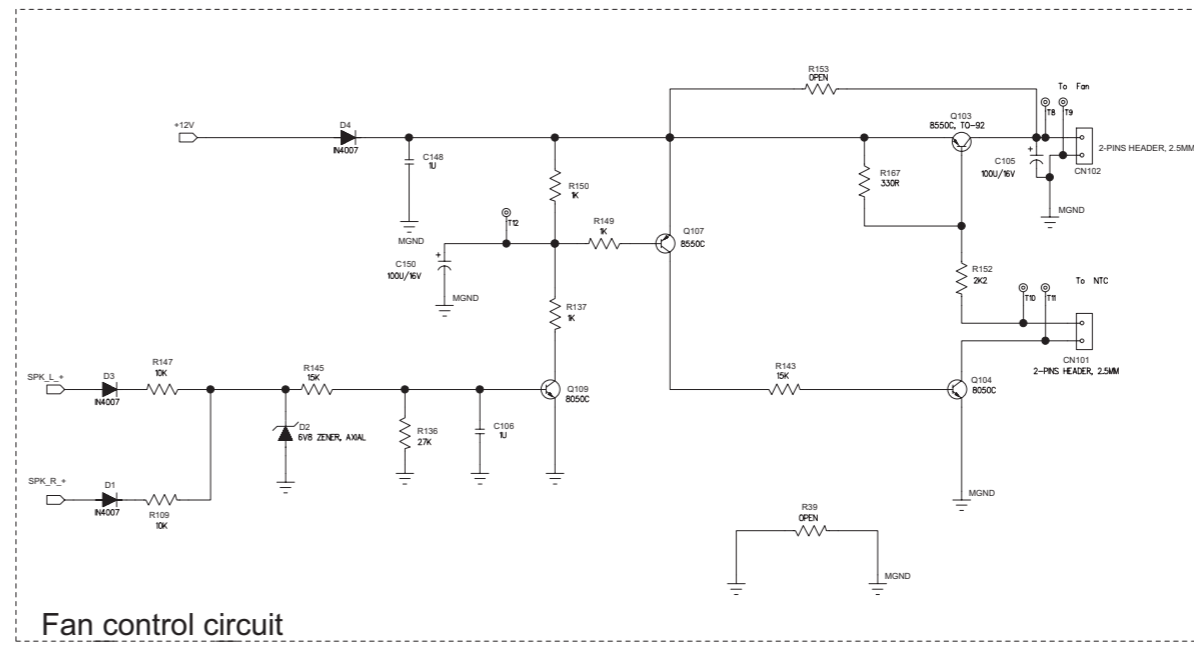 R153
OPEN
To Fan
+12V
D4
IN4007
Q103
8550C, TO-92
T8
T9
2-PINS HEADER, 2.5MM
CN102
C148
1U
R150
1K
R167
330R
C105
+
100U/16V
MGND
T12
R149
1K
Q107
8550C
MGND
+
C150
100U/16V
MGND
R152
2K2
To NTC
T10
T11
R137
1K
CN101
2-PINS HEADER, 2.5MM
SPK_L_+
D3
IN4007
R147
10K
R145
15K
Q109
8050C
R143
15K
Q104
8050C
D2
6V8 ZENER, AXIAL
R136
27K
C106
1U
SPK_R_+
D1
IN4007
R109
10K
MGND
R39
OPEN
MGND
Fan control circuit